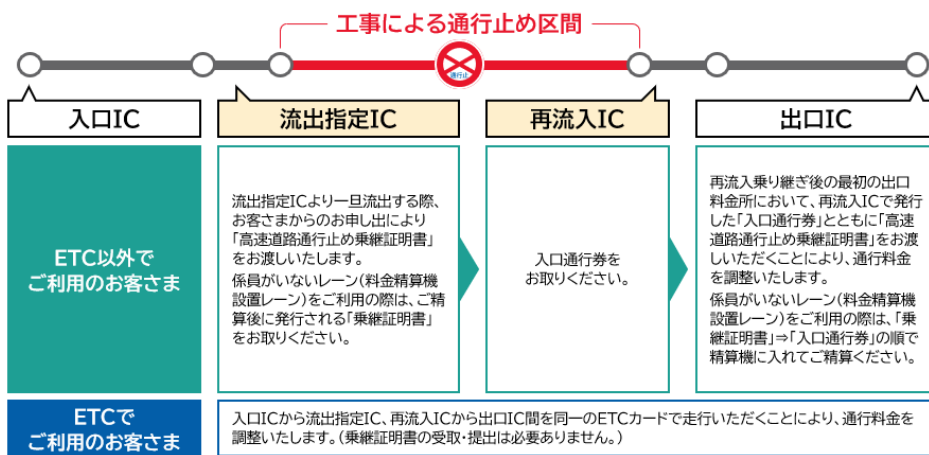 工事による通行止め区間
通行止
入口IC
流出指定IC
再流入IC
出口IC
ETC以外で
ご利用のお客さま
流出指定ICより一旦流出する際、
お客さまからのお申し出により
「高速道路通行止め乗継証明書」
をお渡しいたします。
係員がいないレーン(料金精算機
設置レーン)をご利用の際は、ご精
算後に発行される「乗継証明書」
をお取りください。
入口通行券を
お取りください。
再流入乗り継ぎ後の最初の出口
料金所において、再流入ICで発行
した「入口通行券」とともに「高速
道路通行止め乗継証明書」をお渡
しいただくことにより、通行料金
を調整いたします。
係員がいないレーン(料金精算機
設置レーン)をご利用の際は、「乗
継証明書」⇒「入口通行券」の順で
精算機に入れてご精算ください。
ETCで
ご利用のお客さま
入口ICから流出指定IC、再流入ICから出口IC間を同一のETCカードで走行いただくことにより、通行料金を
調整いたします。(乗継証明書の受取・提出は必要ありません。)